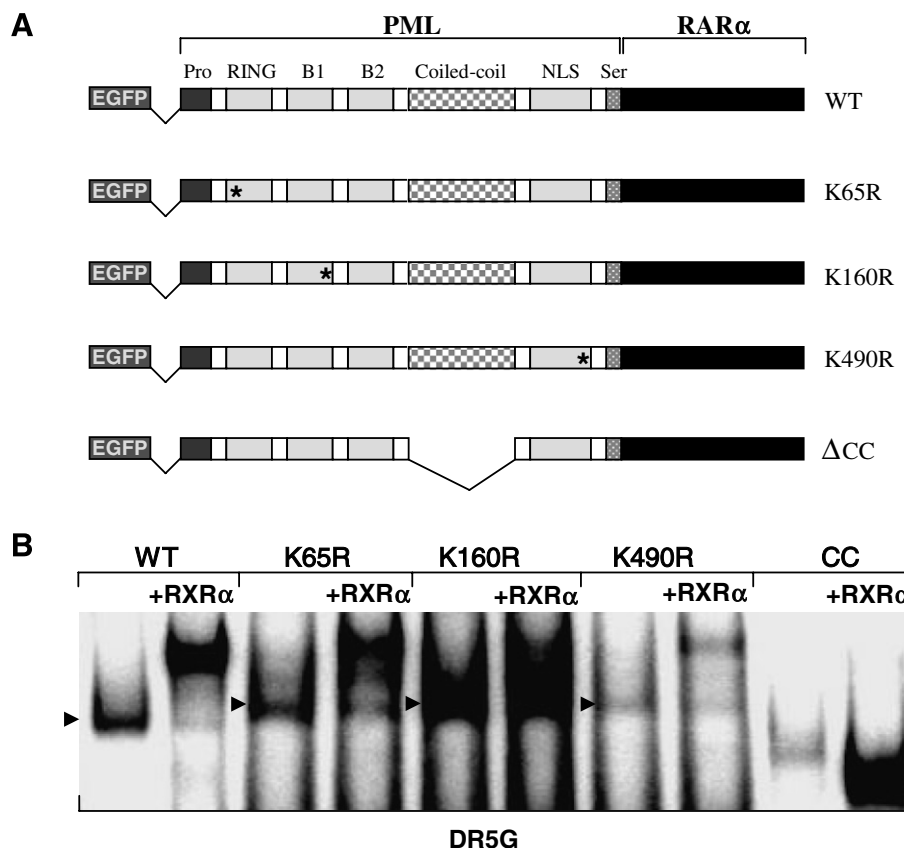 A
PML RARα
Pro RING B1 B2 Coiled-coil NLS Ser
EGFP WT
EGFP * K65R
EGFP * K160R
EGFP * K490R
EGFP ΔCC
B
WT K65R K160R K490R CC
+RXRα +RXRα +RXRα +RXRα +RXRα
DR5G